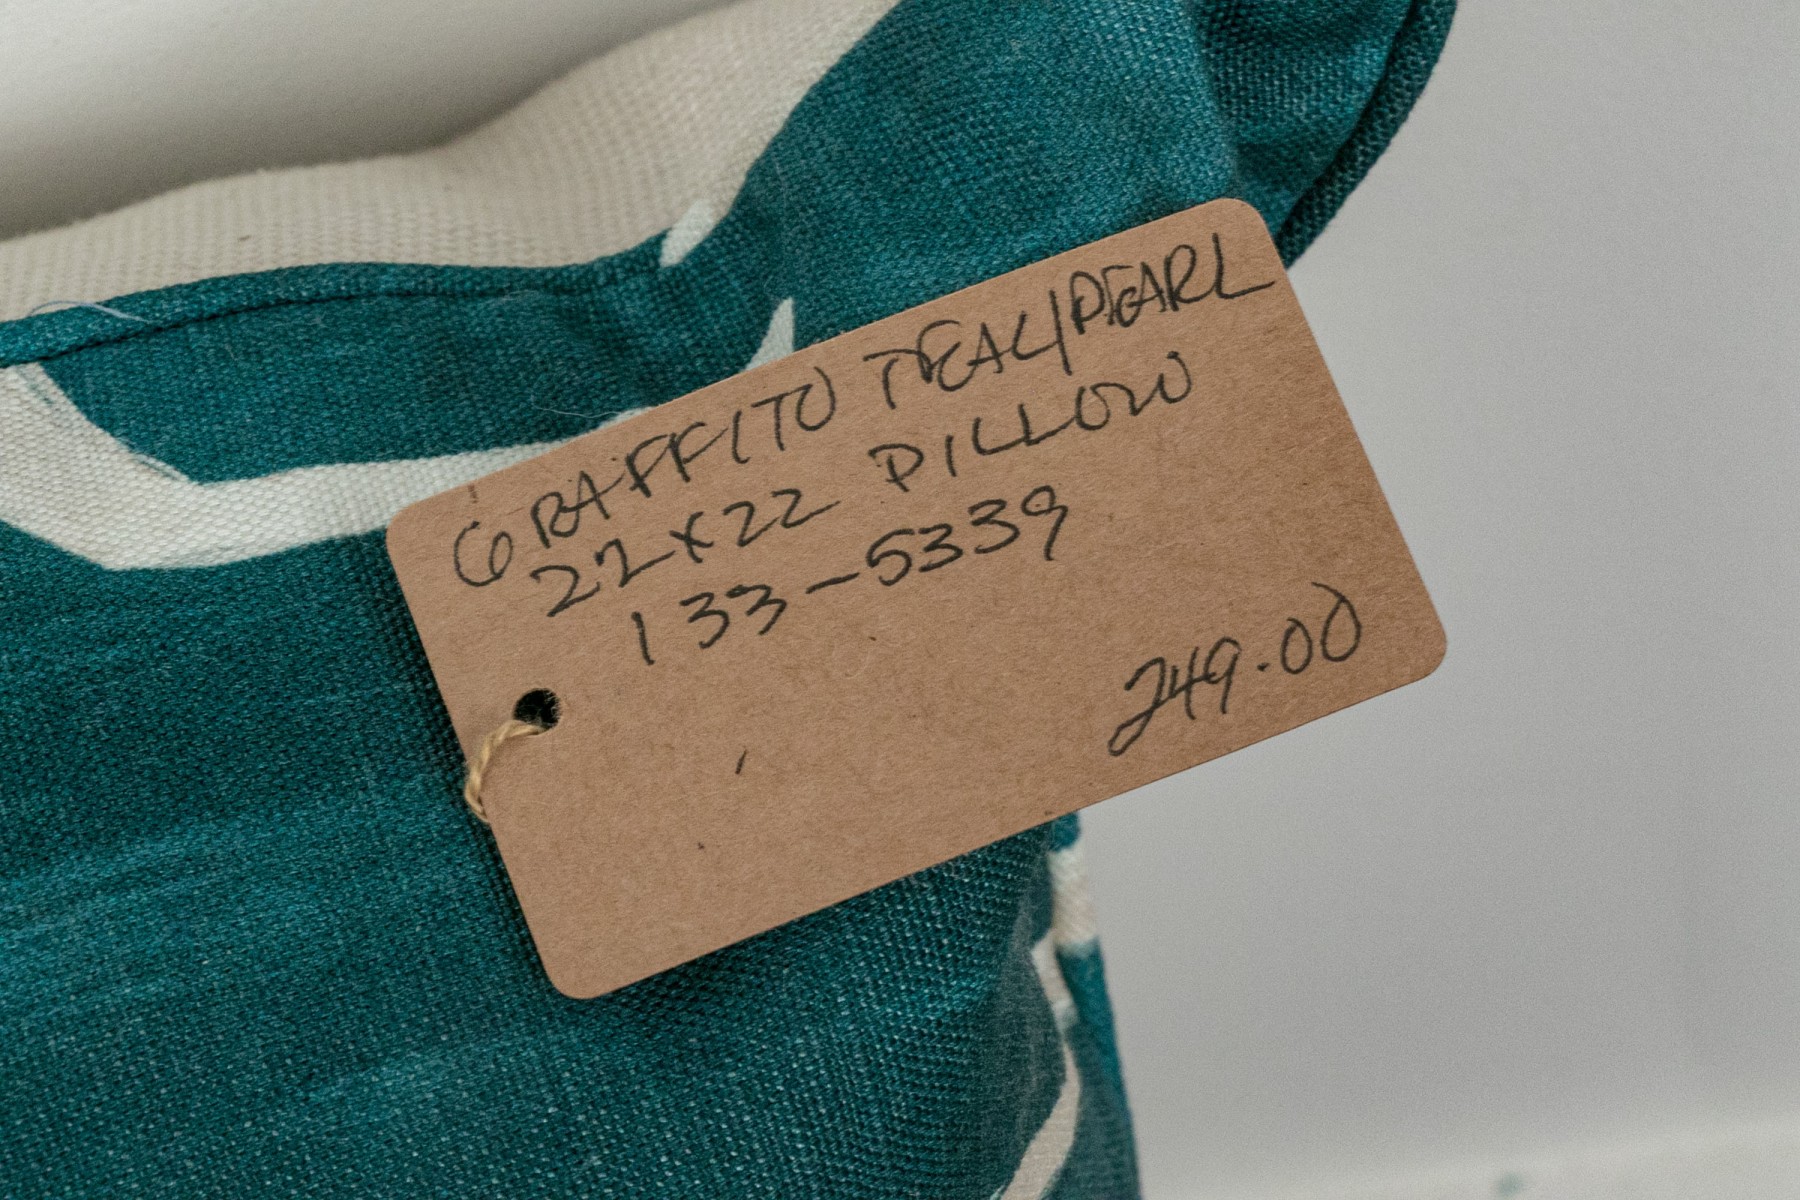 GRAFFITO TEAL/PEARL
22x22 PILLOW
133-5339
249.00